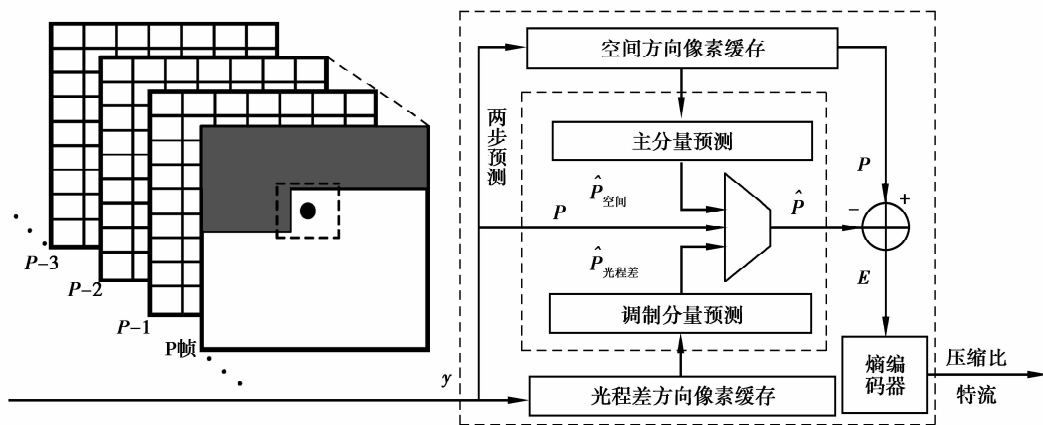 空间方向像素缓存
两步预测
主分量预测
P
P̂空间
P
P̂
−
+
P−3
P̂光程差
E
P−2
P−1
调制分量预测
P帧
熵编
码器
压缩比
特流
y
光程差方向像素缓存